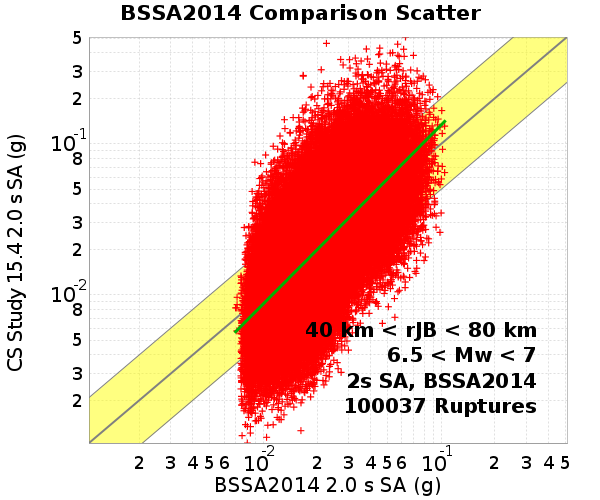 BSSA2014 Comparison Scatter
CS Study 15.4 2.0 s SA (g)
5
3
2
10^-1
8
5
3
2
10^-2
8
5
3
2
40 km < rJB < 80 km
6.5 < Mw < 7
2s SA, BSSA2014
100037 Ruptures
2 3 4 5 6 10^-2 2 3 4 5 6 10^-1 2 3 4 5
BSSA2014 2.0 s SA (g)